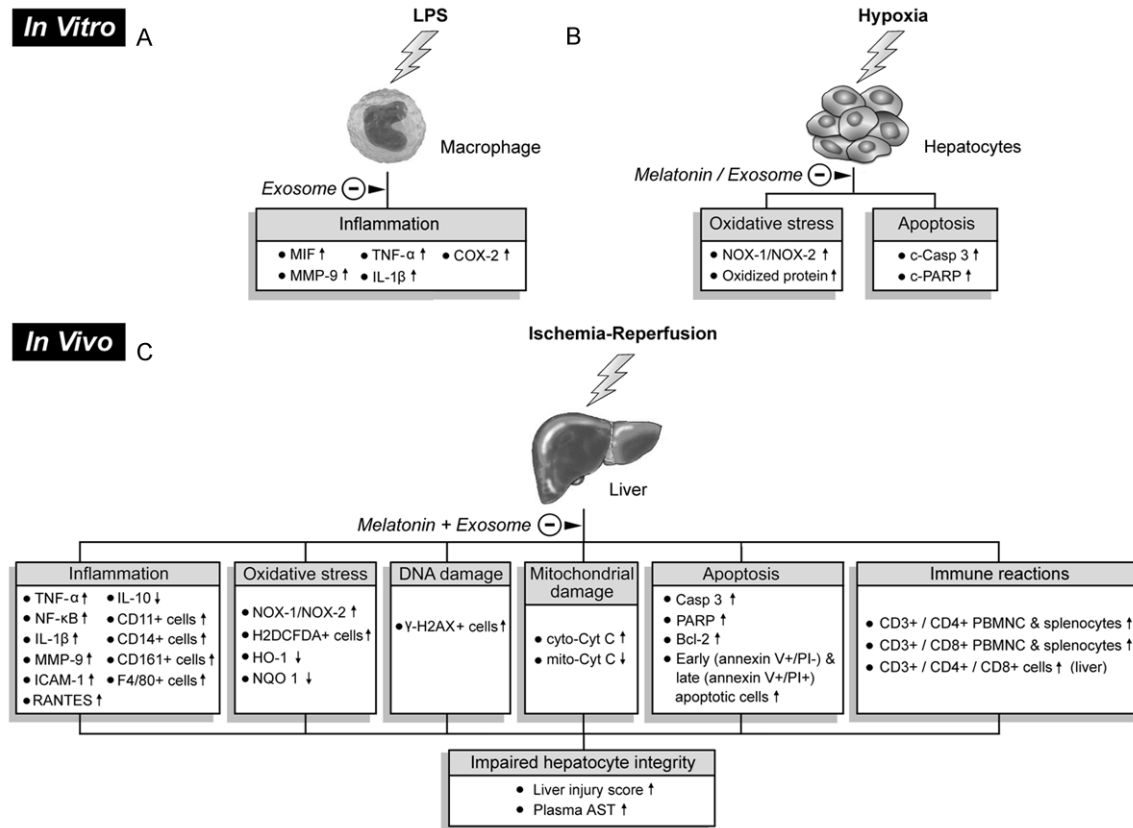 In Vitro
A
LPS
Macrophage
Exosome −
Inflammation
● MIF ↑ ● TNF-α ↑ ● COX-2 ↑
● MMP-9 ↑ ● IL-1β ↑
B
Hypoxia
Hepatocytes
Melatonin / Exosome −
Oxidative stress
● NOX-1/NOX-2 ↑
● Oxidized protein ↑
Apoptosis
● c-Casp 3 ↑
● c-PARP ↑
In Vivo
C
Ischemia-Reperfusion
Liver
Melatonin + Exosome −
Inflammation
● TNF-α ↑ ● IL-10 ↓
● NF-κB ↑ ● CD11+ cells ↑
● IL-1β ↑ ● CD14+ cells ↑
● MMP-9 ↑ ● CD161+ cells ↑
● ICAM-1 ↑ ● F4/80+ cells ↑
● RANTES ↑
Oxidative stress
● NOX-1/NOX-2 ↑
● H2DCFDA+ cells ↑
● HO-1 ↓
● NQO 1 ↓
DNA damage
● γ-H2AX+ cells ↑
Mitochondrial
damage
● cyto-Cyt C ↑
● mito-Cyt C ↓
Apoptosis
● Casp 3 ↑
● PARP ↑
● Bcl-2 ↑
● Early (annexin V+/PI-) &
late (annexin V+/PI+)
apoptotic cells ↑
Immune reactions
● CD3+ / CD4+ PBMNC & splenocytes ↑
● CD3+ / CD8+ PBMNC & splenocytes ↑
● CD3+ / CD4+ / CD8+ cells ↑ (liver)
Impaired hepatocyte integrity
● Liver injury score ↑
● Plasma AST ↑